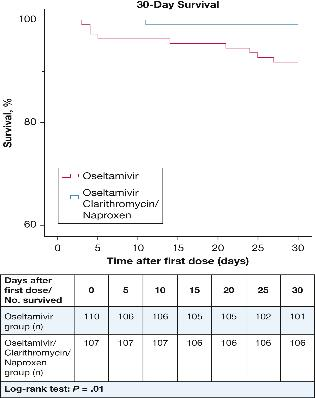 30-Day Survival
100
80
60
Survival, %
Oseltamivir
Oseltamivir
Clarithromycin/
Naproxen
0 5 10 15 20 25 30
Time after first dose (days)
Days after
first dose/
No. survived
0 5 10 15 20 25 30
Oseltamivir
group (n)
110 106 106 105 105 102 101
Oseltamivir/
Clarithromycin/
Naproxen
group (n)
107 107 107 106 106 106 106
Log-rank test: P = .01